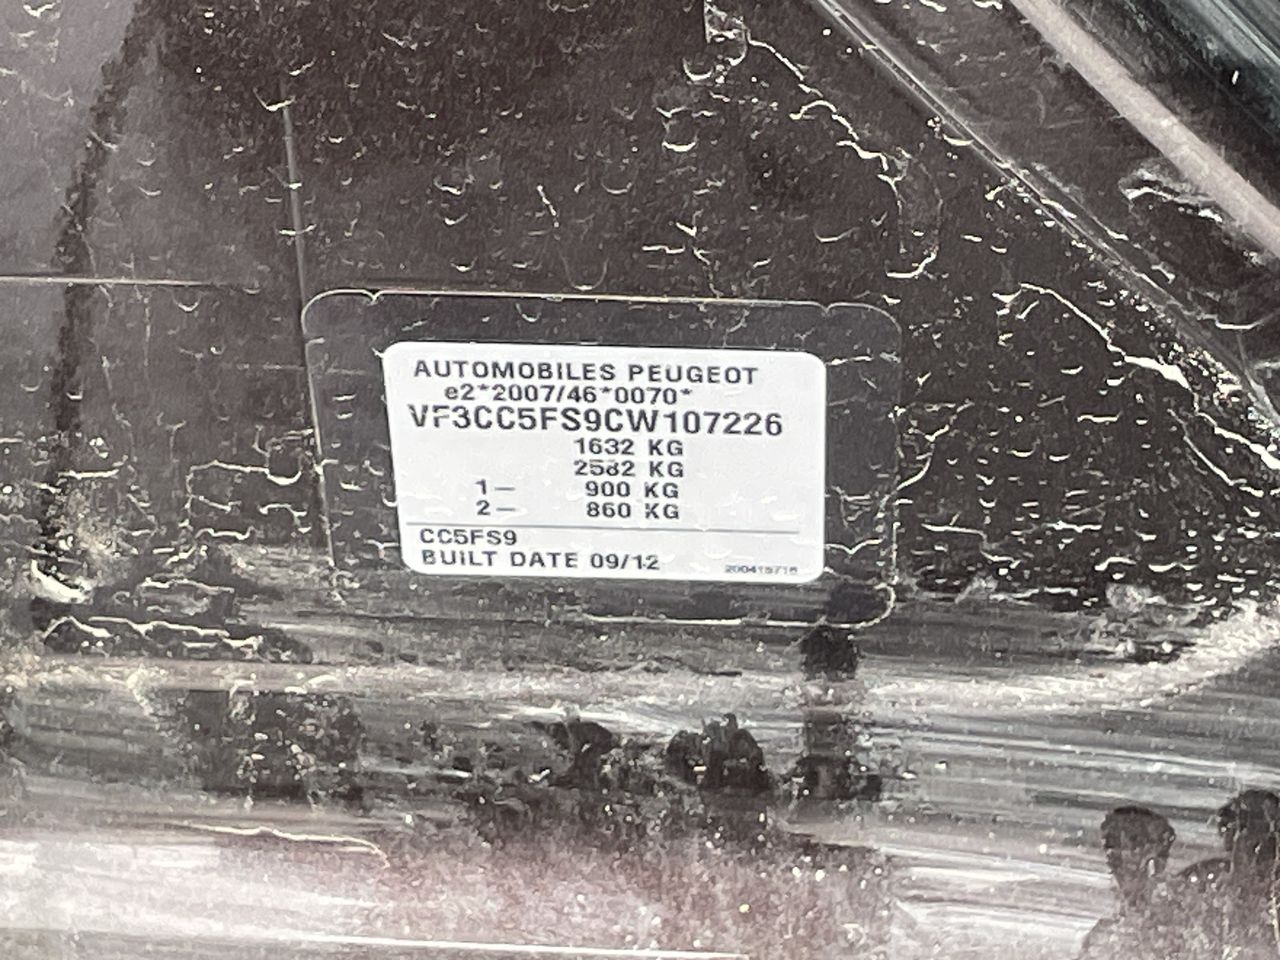 AUTOMOBILES PEUGEOT
e2*2007/46*0070*
VF3CC5FS9CW107226
1632 KG
2582 KG
1– 900 KG
2– 860 KG
CC5FS9
BUILT DATE 09/12